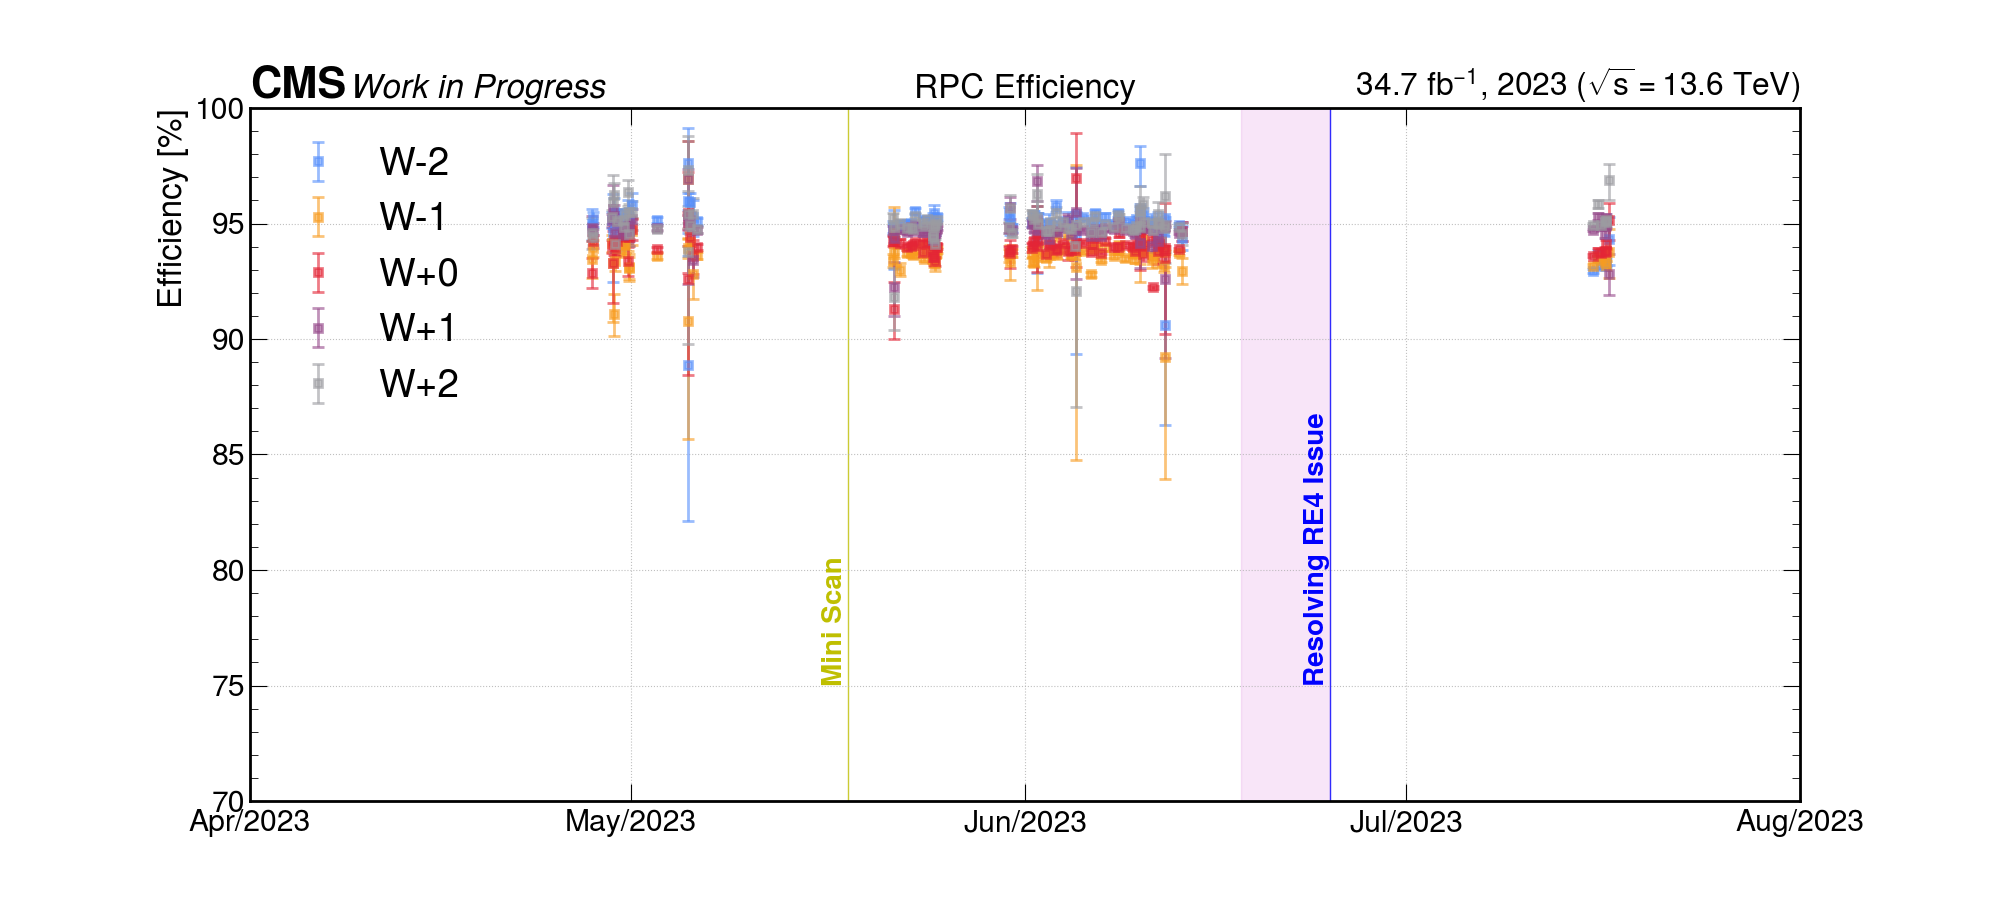 CMS Work in Progress
RPC Efficiency
34.7 fb⁻¹, 2023 (√s = 13.6 TeV)
Efficiency [%]
100
95
90
85
80
75
70
W-2
W-1
W+0
W+1
W+2
Mini Scan
Resolving RE4 Issue
Apr/2023
May/2023
Jun/2023
Jul/2023
Aug/2023